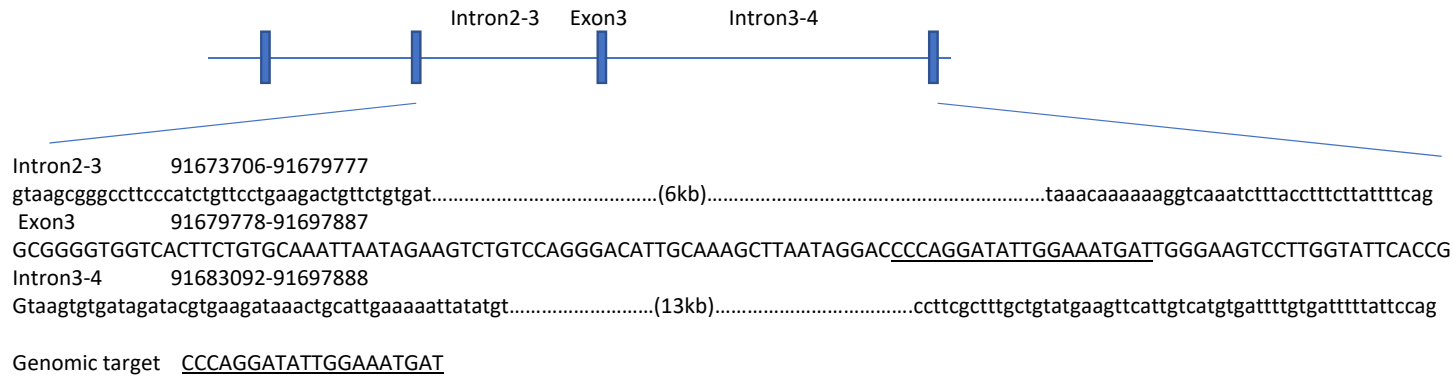 Intron2-3 Exon3 Intron3-4
Intron2-3 91673706-91679777
gtaagcgggccttcccatctgttcctgaagactgttctgtgat……………………………….(6kb)………………………………..……………………….taaacaaaaaaggtcaaatctttacctttcttattttcag
Exon3 91679778-91697887
GCGGGGTGGTCACTTCTGTGCAAATTAATAGAAGTCTGTCCAGGGACATTGCAAAGCTTAATAGGACCCCCAGGATATTGGAAATGATTGGGAAGTCCTTGGTATTCACCG
Intron3-4 91683092-91697888
Gtaagtgtgatagatacgtgaagataaactgcattgaaaaattatatgt……………………(13kb)……………………………….ccttcgctttgctgtatgaagttcattgtcatgtgattttgtgatttttattccag
Genomic target CCCAGGATATTGGAAATGAT